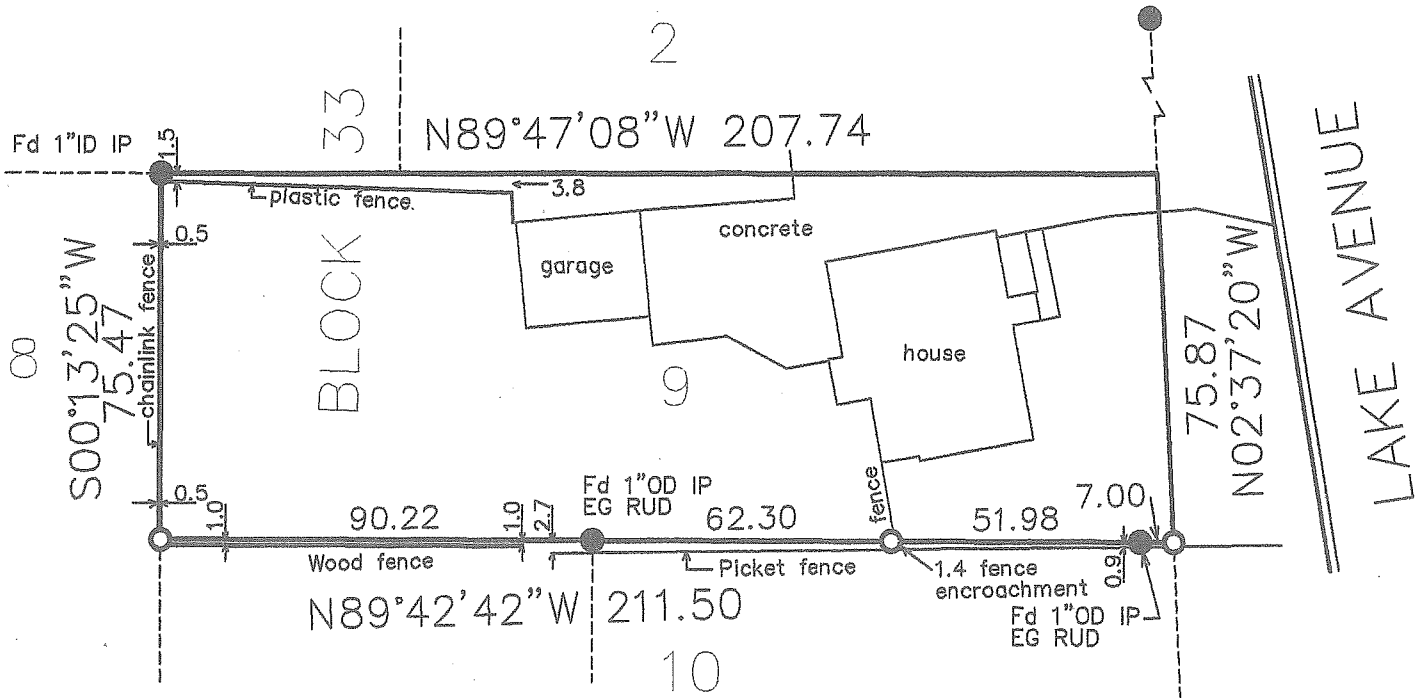 2
Fd 1"ID IP
1.5
BLOCK 33
N89°47'08"W 207.74
plastic fence.
3.8
0.5
concrete
garage
LAKE AVENUE
S00°13'25"W
75.47
chainlink fence
8
house
9
75.87
N02°37'20"W
0.5
1.0
90.22
1.0
2.7
Fd 1"OD IP
EG RUD
62.30
fence
51.98
7.00
Wood fence
Picket fence
1.4 fence
encroachment
0.9
N89°42'42"W 211.50
Fd 1"OD IP
EG RUD
10
LAKE AVENUE